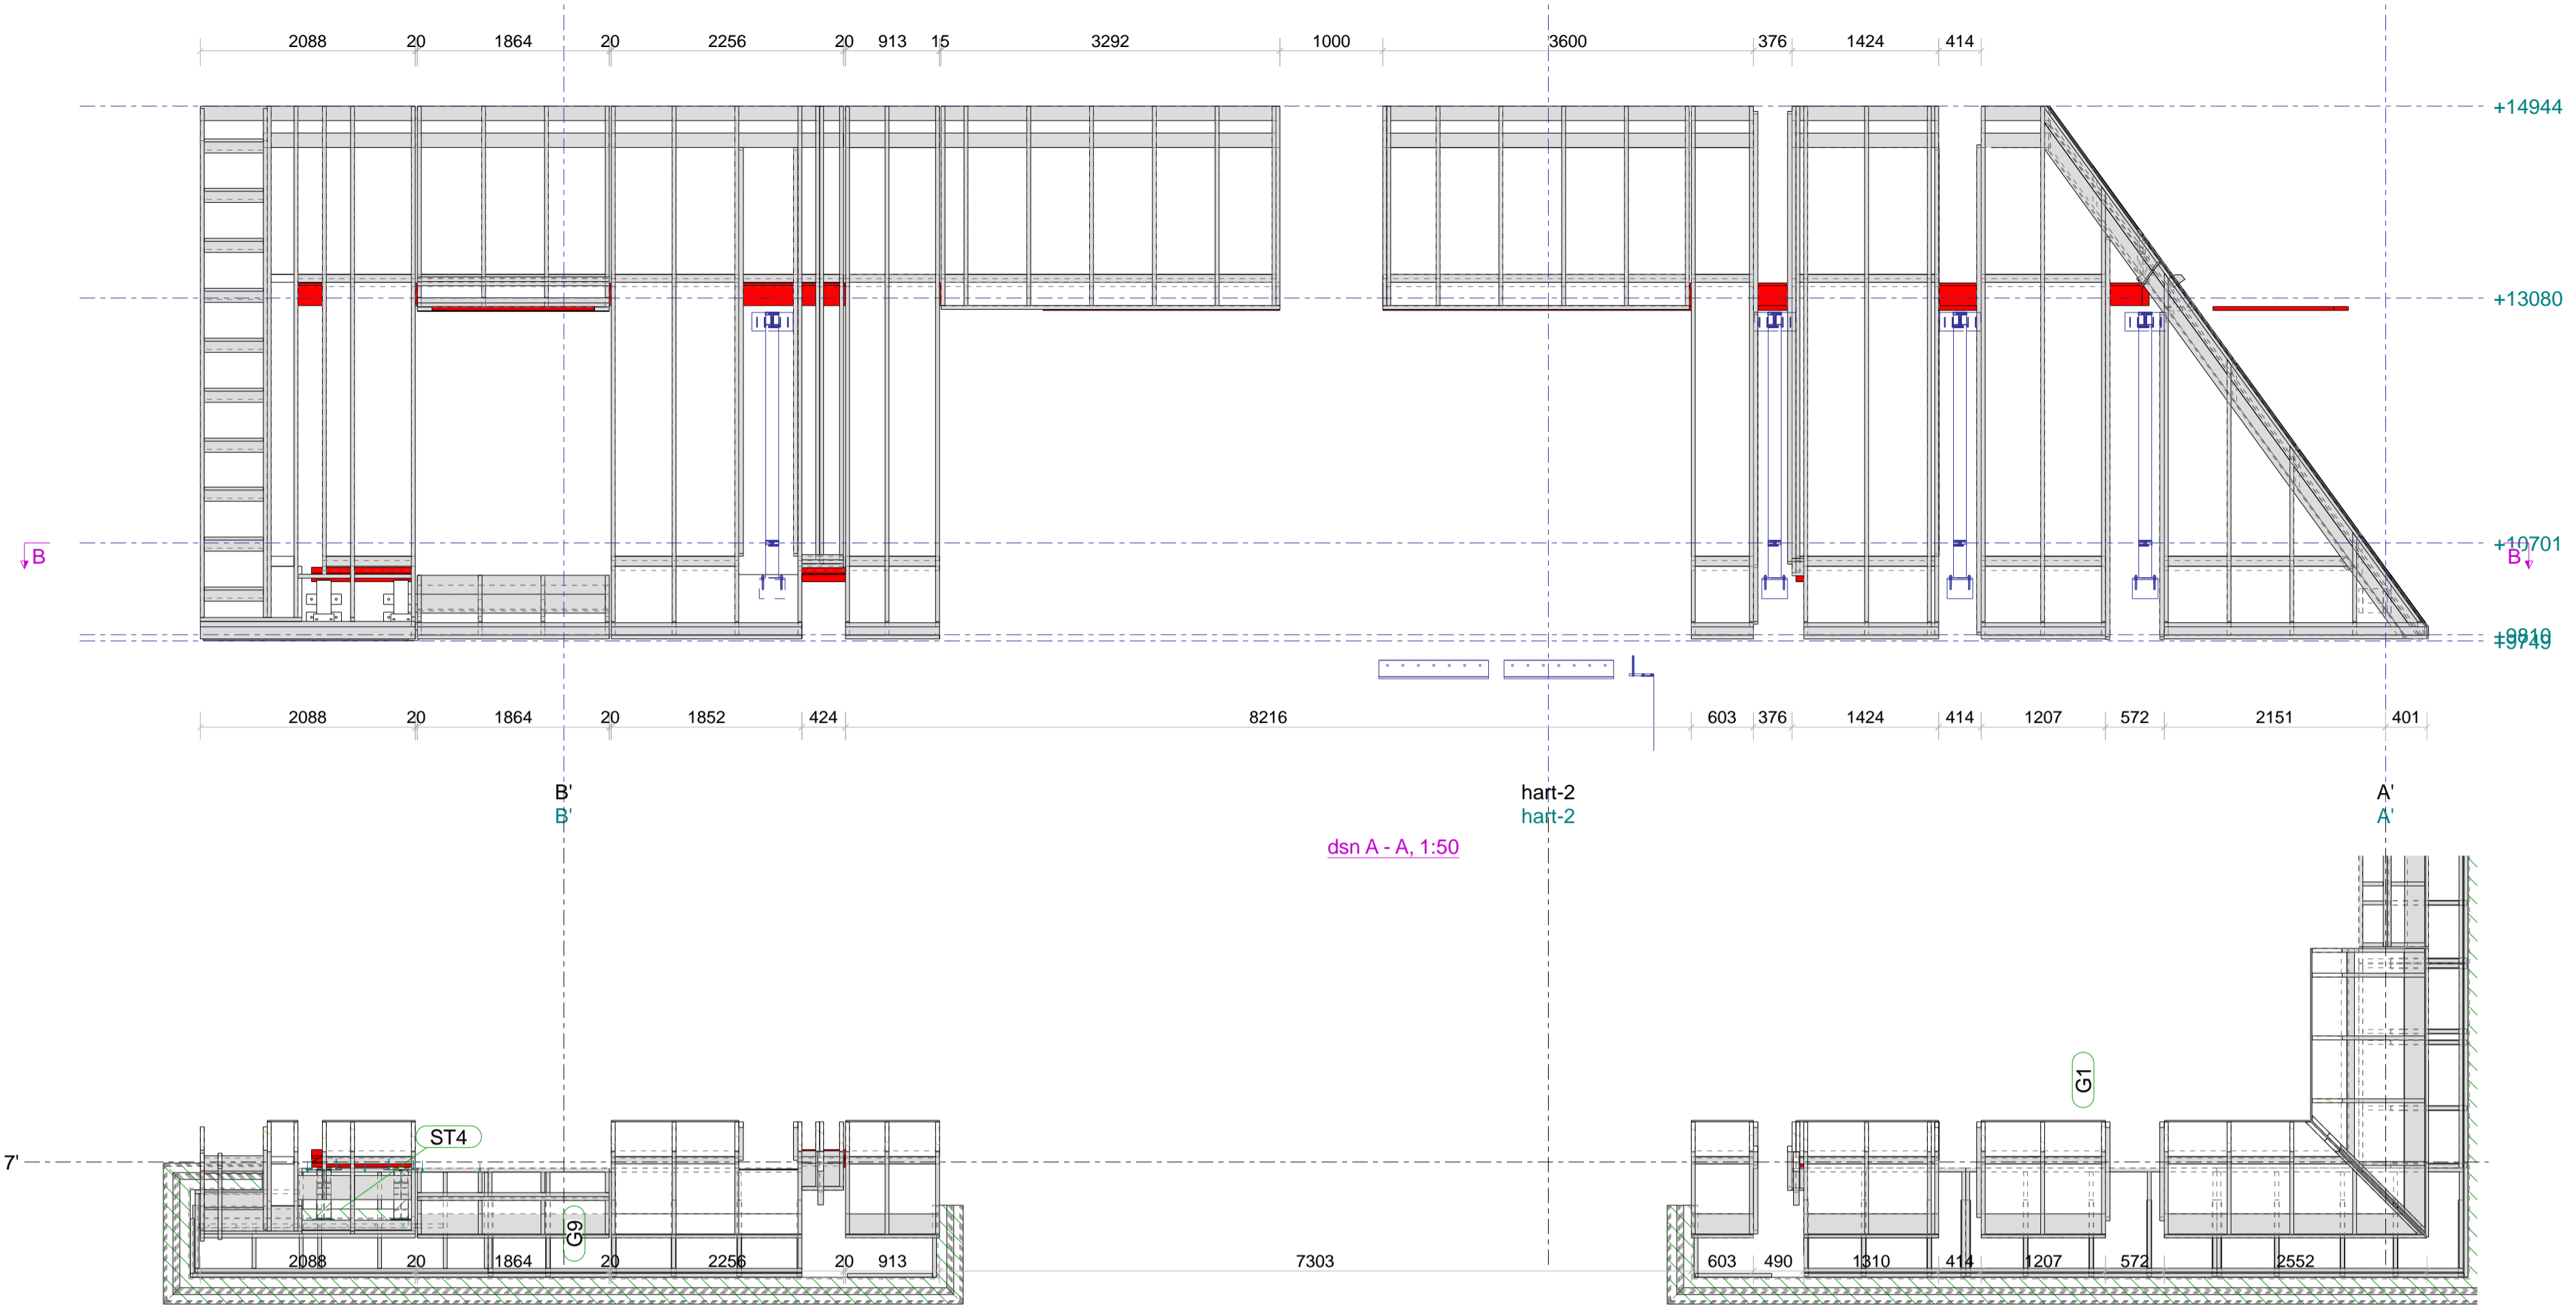 2088 20 1864 20 2256 20 913 15 3292 1000 3600 376 1424 414
+14944
+13080
+10701
B B
+9810
+9749
2088 20 1864 20 1852 424 8216 603 376 1424 414 1207 572 2151 401
B' hart-2 A'
B' hart-2 A'
dsn A - A, 1:50
G1
ST4
7'
G9
2088 20 1864 20 2256 20 913 7303 603 490 1310 414 1207 572 2552